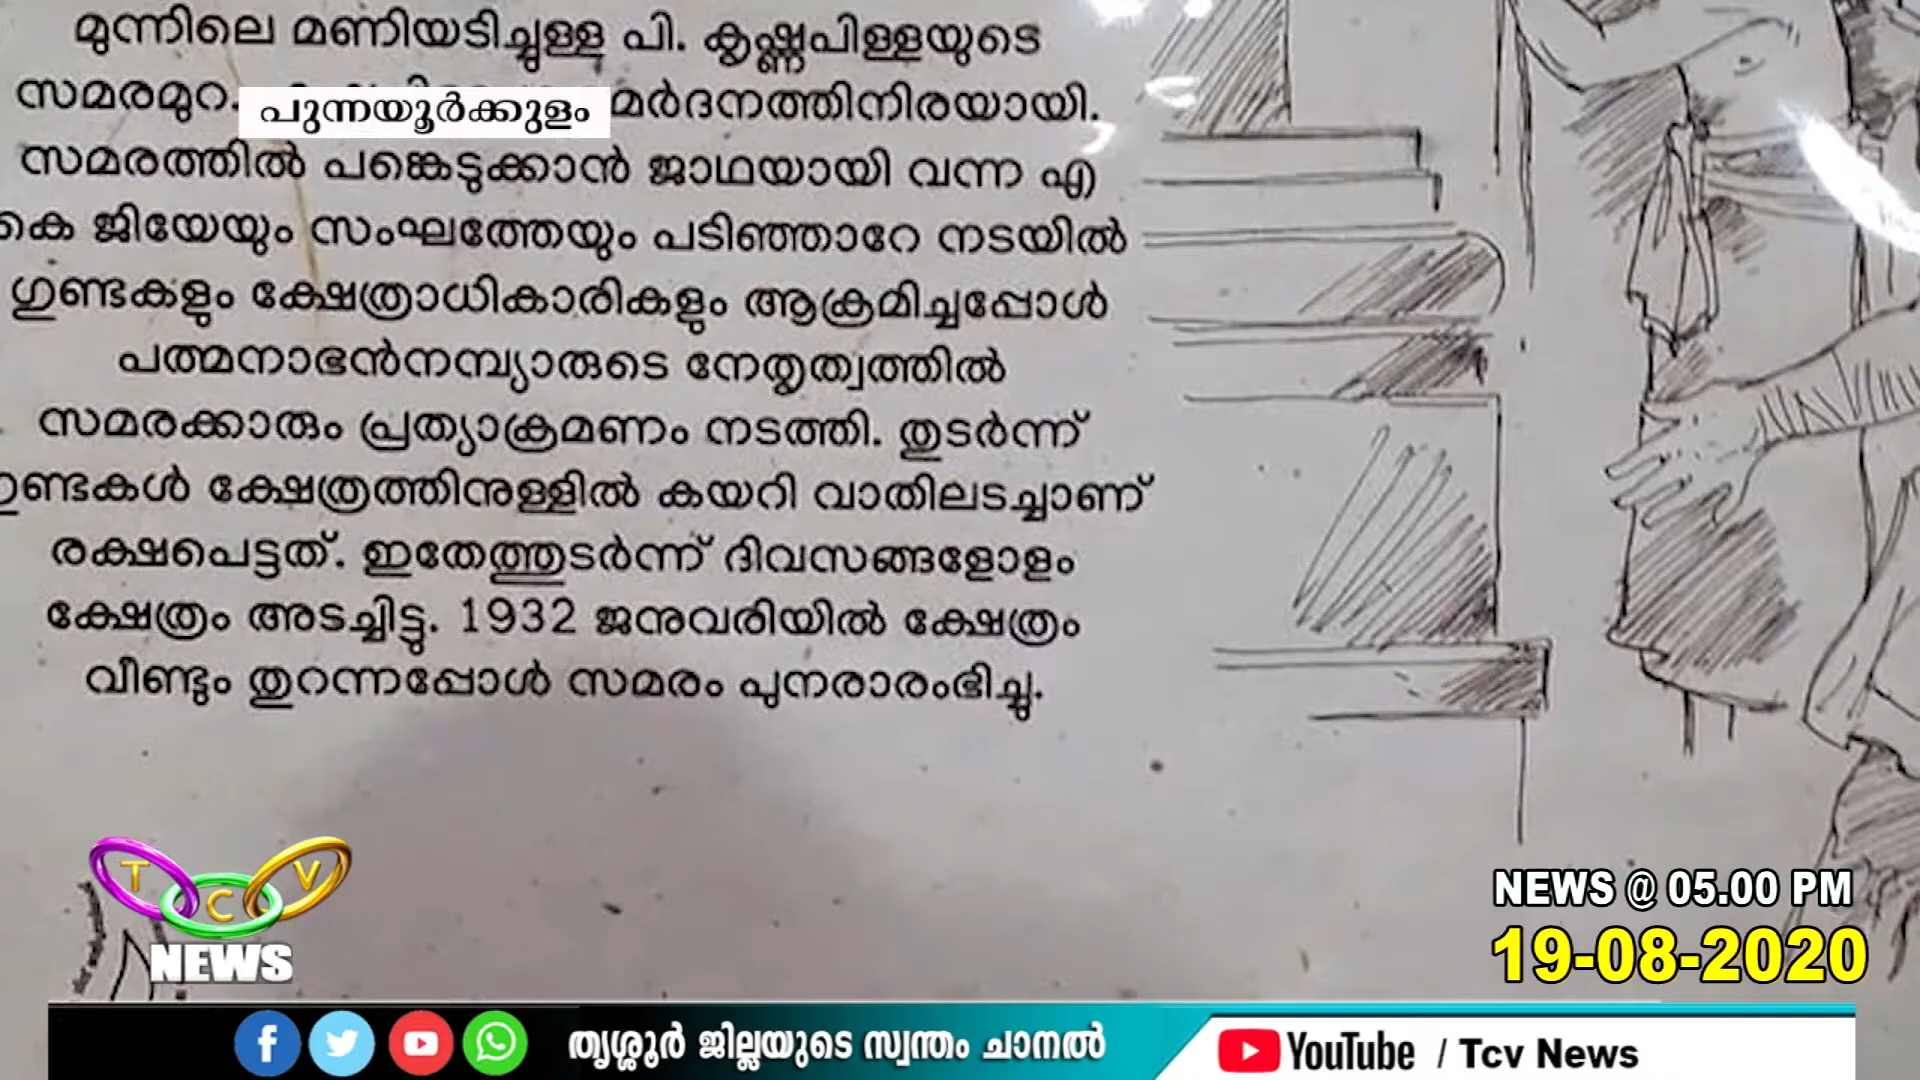 മുന്നിലെ മണിയടിച്ചുള്ള പി. കൃഷ്ണപിള്ളയുടെ
സമരമുറ. മർദനത്തിനിരയായി.
പുന്നയൂർക്കുളം
സമരത്തിൽ പങ്കെടുക്കാൻ ജാഥയായി വന്ന എ
കെ ജിയേയും സംഘത്തേയും പടിഞ്ഞാറേ നടയിൽ
ഗുണ്ടകളും ക്ഷേത്രാധികാരികളും ആക്രമിച്ചപ്പോൾ
പത്മനാഭൻനമ്പ്യാരുടെ നേതൃത്വത്തിൽ
സമരക്കാരും പ്രത്യാക്രമണം നടത്തി. തുടർന്ന്
ഗുണ്ടകൾ ക്ഷേത്രത്തിനുള്ളിൽ കയറി വാതിലടച്ചാണ്
രക്ഷപെട്ടത്. ഇതേത്തുടർന്ന് ദിവസങ്ങളോളം
ക്ഷേത്രം അടച്ചിട്ടു. 1932 ജനുവരിയിൽ ക്ഷേത്രം
വീണ്ടും തുറന്നപ്പോൾ സമരം പുനരാരംഭിച്ചു.
T C V
NEWS
NEWS @ 05.00 PM
19-08-2020
തൃശ്ശൂർ ജില്ലയുടെ സ്വന്തം ചാനൽ
YouTube / Tcv News